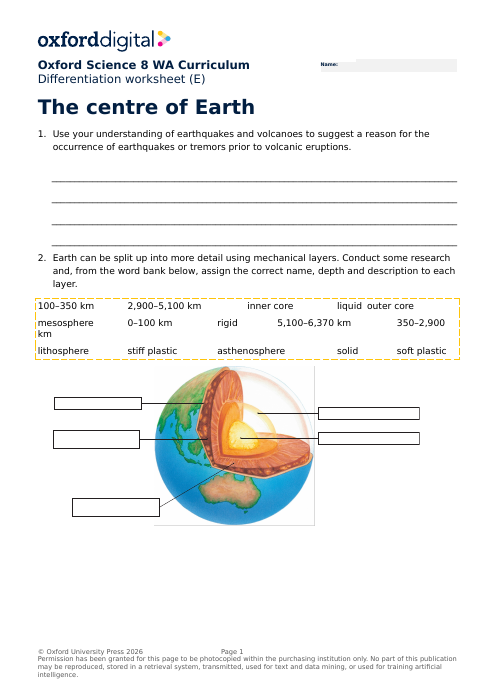 oxforddigital
Oxford Science 8 WA Curriculum
Name:
Differentiation worksheet (E)
The centre of Earth
1. Use your understanding of earthquakes and volcanoes to suggest a reason for the
occurrence of earthquakes or tremors prior to volcanic eruptions.
2. Earth can be split up into more detail using mechanical layers. Conduct some research
and, from the word bank below, assign the correct name, depth and description to each
layer.
100–350 km 2,900–5,100 km inner core liquid outer core
mesosphere 0–100 km rigid 5,100–6,370 km 350–2,900
km
lithosphere stiff plastic asthenosphere solid soft plastic
© Oxford University Press 2026 Page 1
Permission has been granted for this page to be photocopied within the purchasing institution only. No part of this publication
may be reproduced, stored in a retrieval system, transmitted, used for text and data mining, or used for training artificial
intelligence.